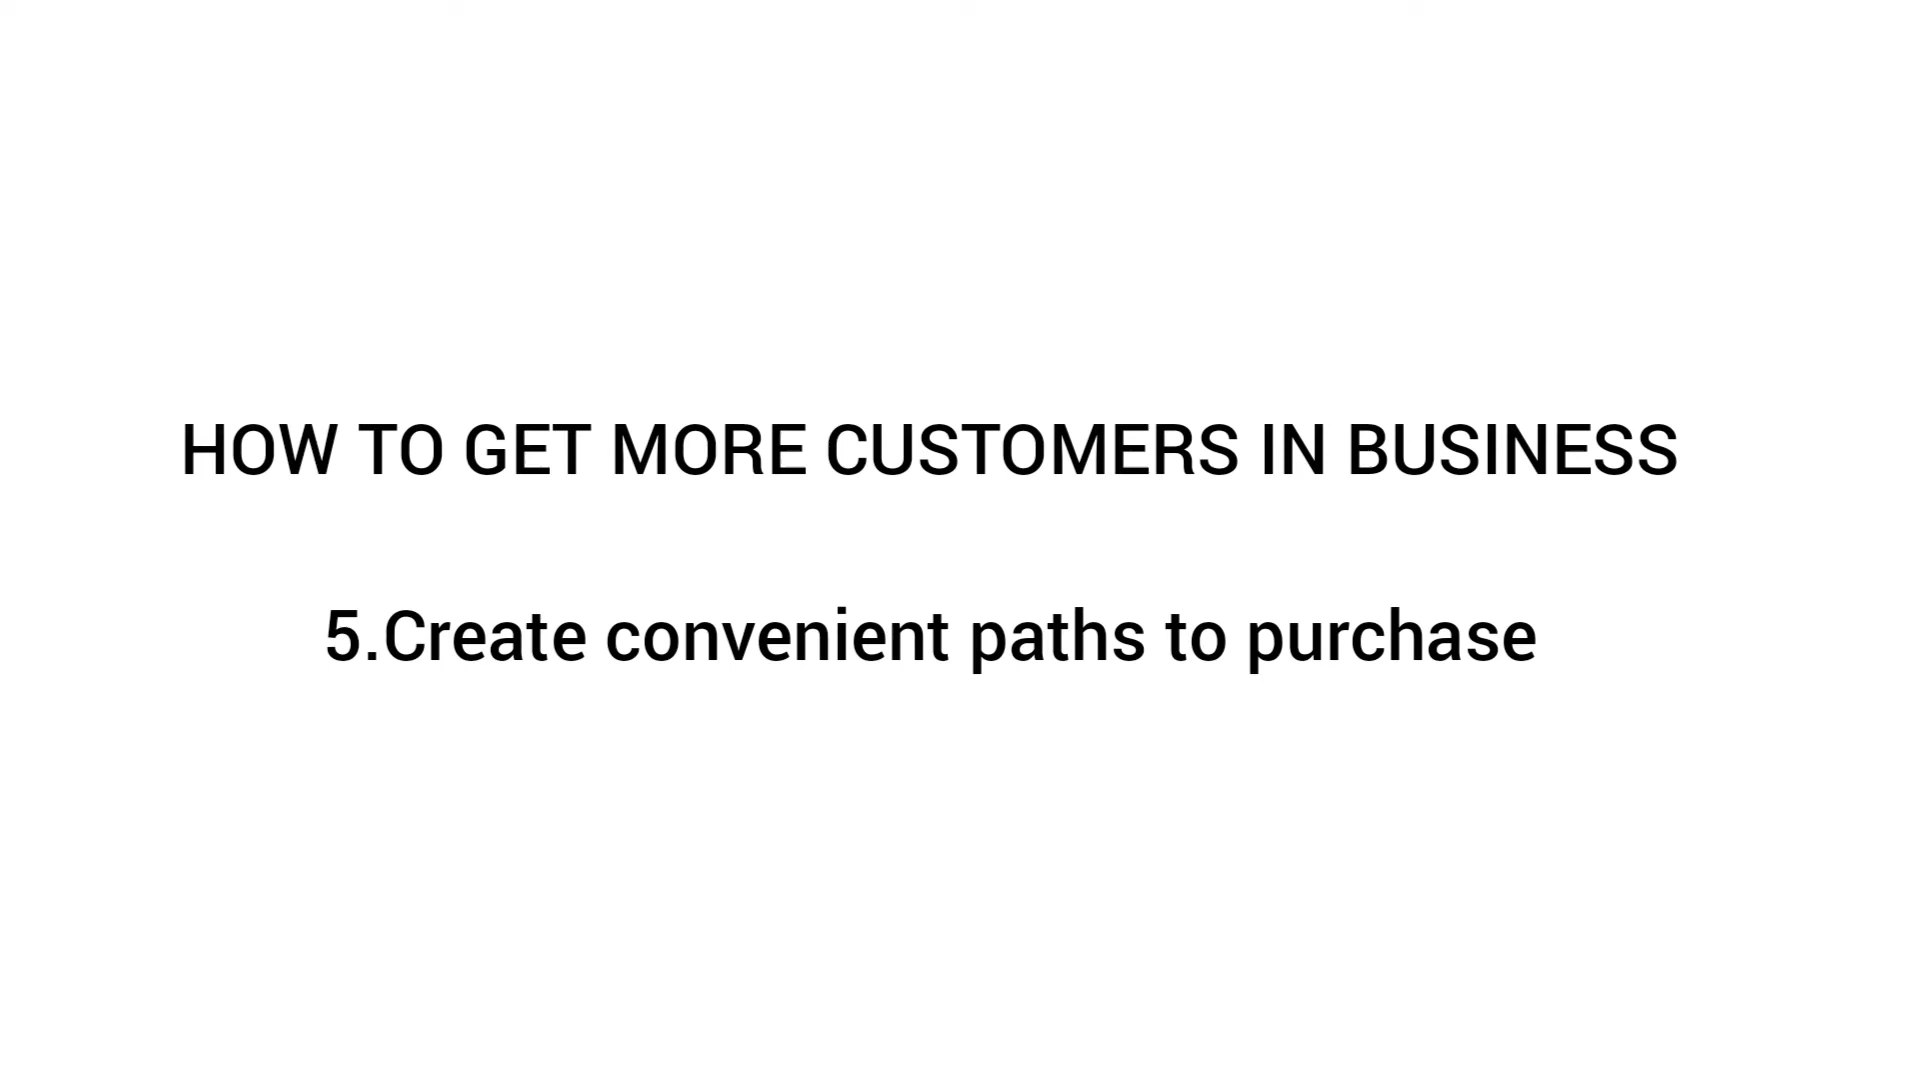 HOW TO GET MORE CUSTOMERS IN BUSINESS
5.Create convenient paths to purchase